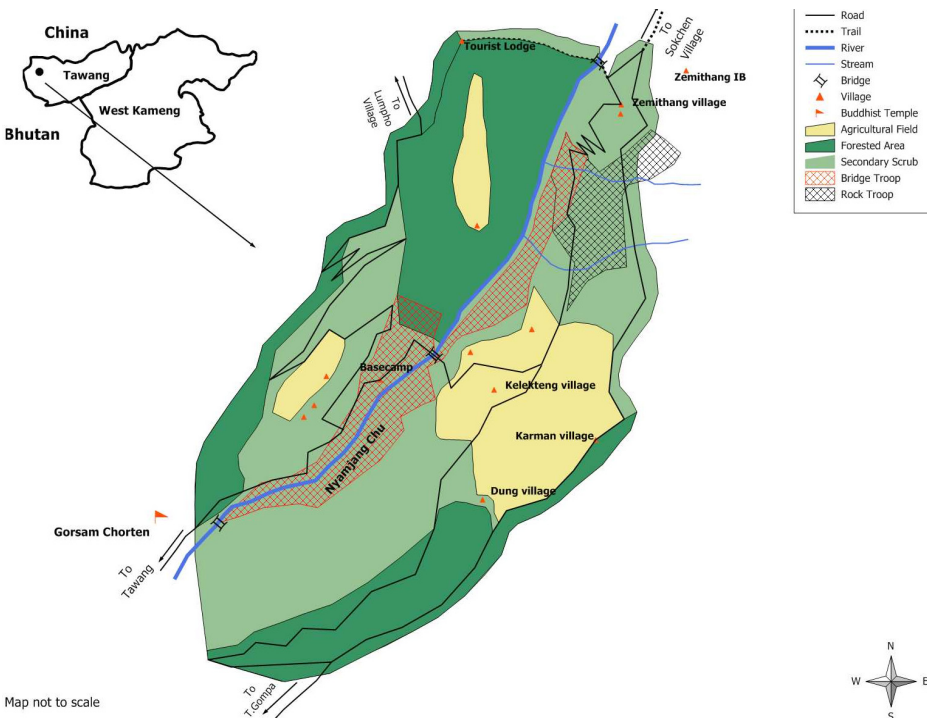 China
Tawang
West Kameng
Bhutan
To
Sokchen
Village
Tourist Lodge
Zemithang IB
Zemithang village
To
Lumpho
Village
Basecamp
Kelekteng village
Nyamjang Chu
Karman village
Dung village
Gorsam Chorten
To
Tawang
To
T.Gompa
Map not to scale
Road
Trail
River
Stream
Bridge
Village
Buddhist Temple
Agricultural Field
Forested Area
Secondary Scrub
Bridge Troop
Rock Troop
N
W
E
S